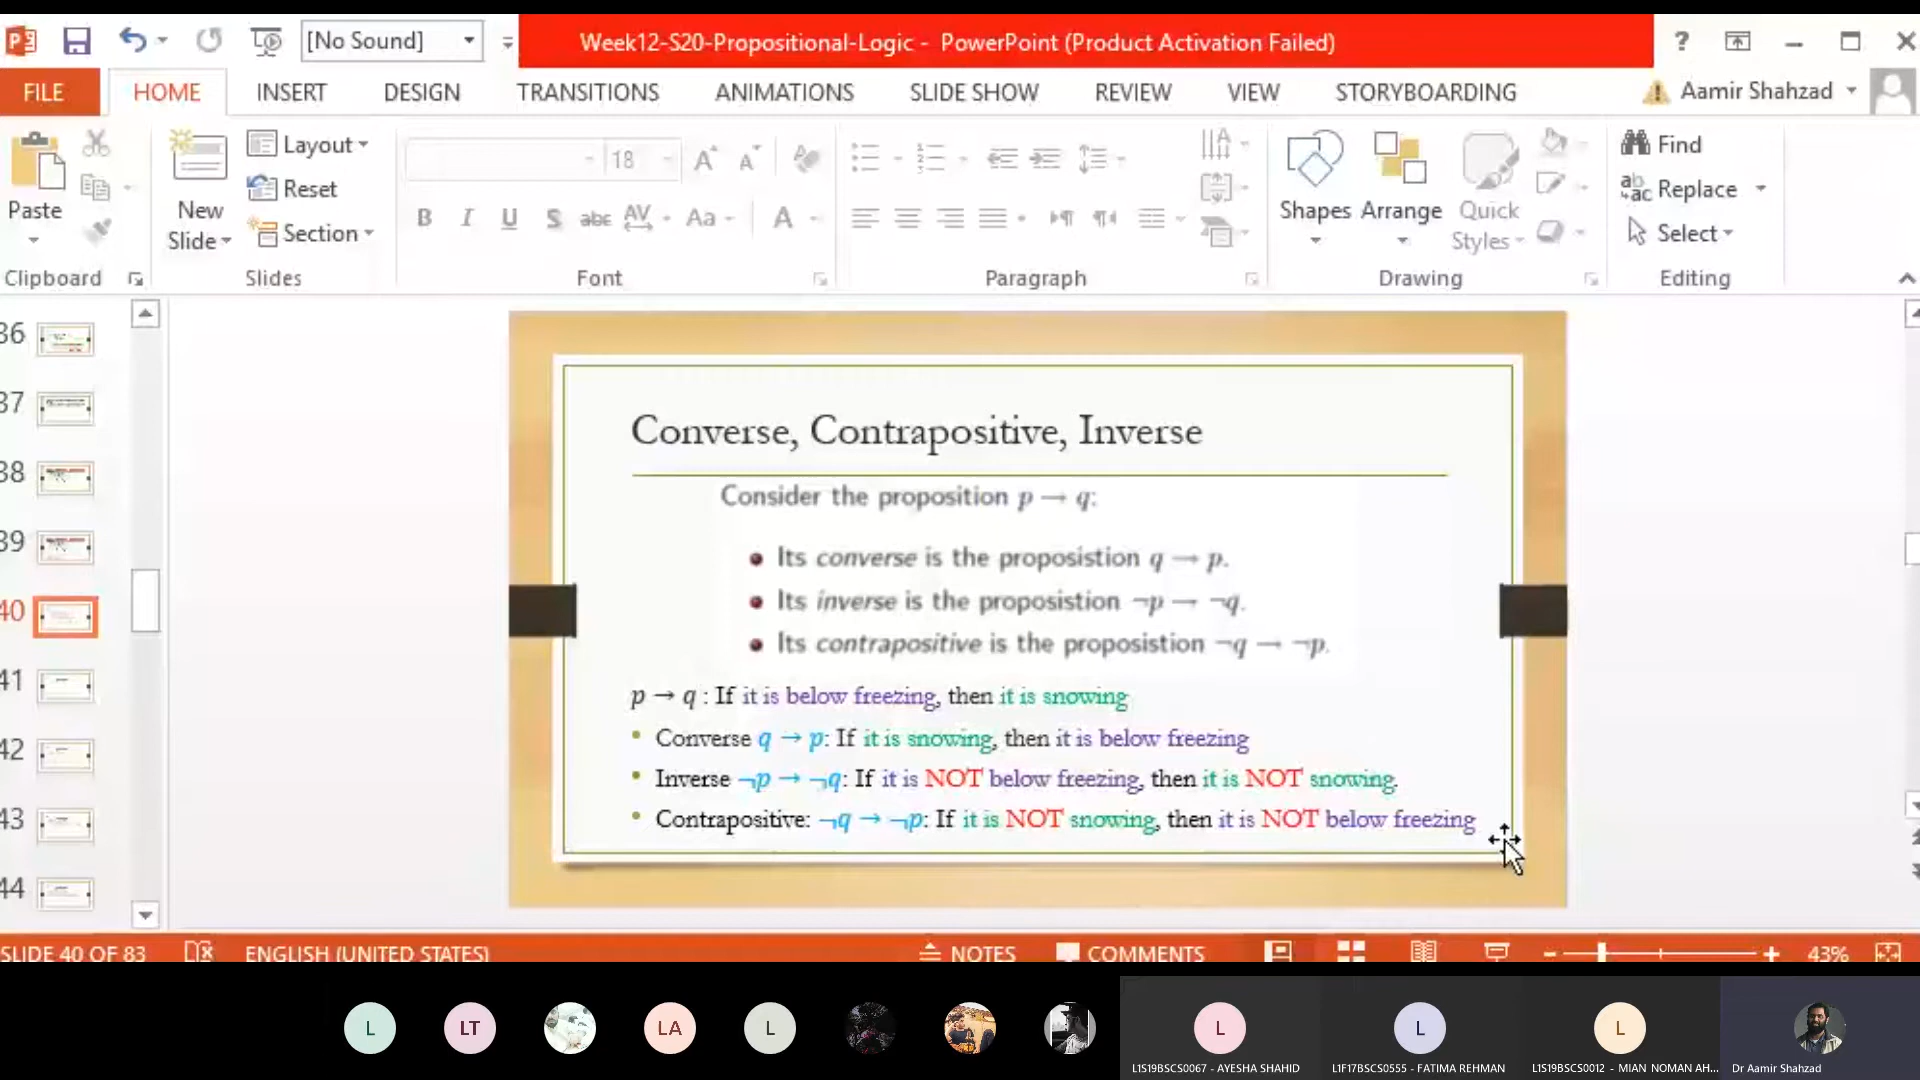 [No Sound]
Week12-S20-Propositional-Logic - PowerPoint (Product Activation Failed)
?
FILE
HOME
INSERT
DESIGN
TRANSITIONS
ANIMATIONS
SLIDE SHOW
REVIEW
VIEW
STORYBOARDING
Aamir Shahzad
Paste
New
Slide
Layout
Reset
Section
18
B I U S abc AV Aa A
Shapes
Arrange
Quick
Styles
Find
Replace
Select
Clipboard
Slides
Font
Paragraph
Drawing
Editing
36
37
38
39
40
41
42
43
44
Converse, Contrapositive, Inverse
Consider the proposition p → q:
Its converse is the proposistion q → p.
Its inverse is the proposistion ¬p → ¬q.
Its contrapositive is the proposistion ¬q → ¬p.
p → q : If it is below freezing, then it is snowing
• Converse q → p: If it is snowing, then it is below freezing
• Inverse ¬p → ¬q: If it is NOT below freezing, then it is NOT snowing.
• Contrapositive: ¬q → ¬p: If it is NOT snowing, then it is NOT below freezing
SLIDE 40 OF 83
ENGLISH (UNITED STATES)
NOTES
COMMENTS
43%
L
LT
LA
L
L
L
L
L1S19BSCS0067 - AYESHA SHAHID
L1F17BSCS0555 - FATIMA REHMAN
L1S19BSCS0012 - MIAN NOMAN AH...
Dr Aamir Shahzad